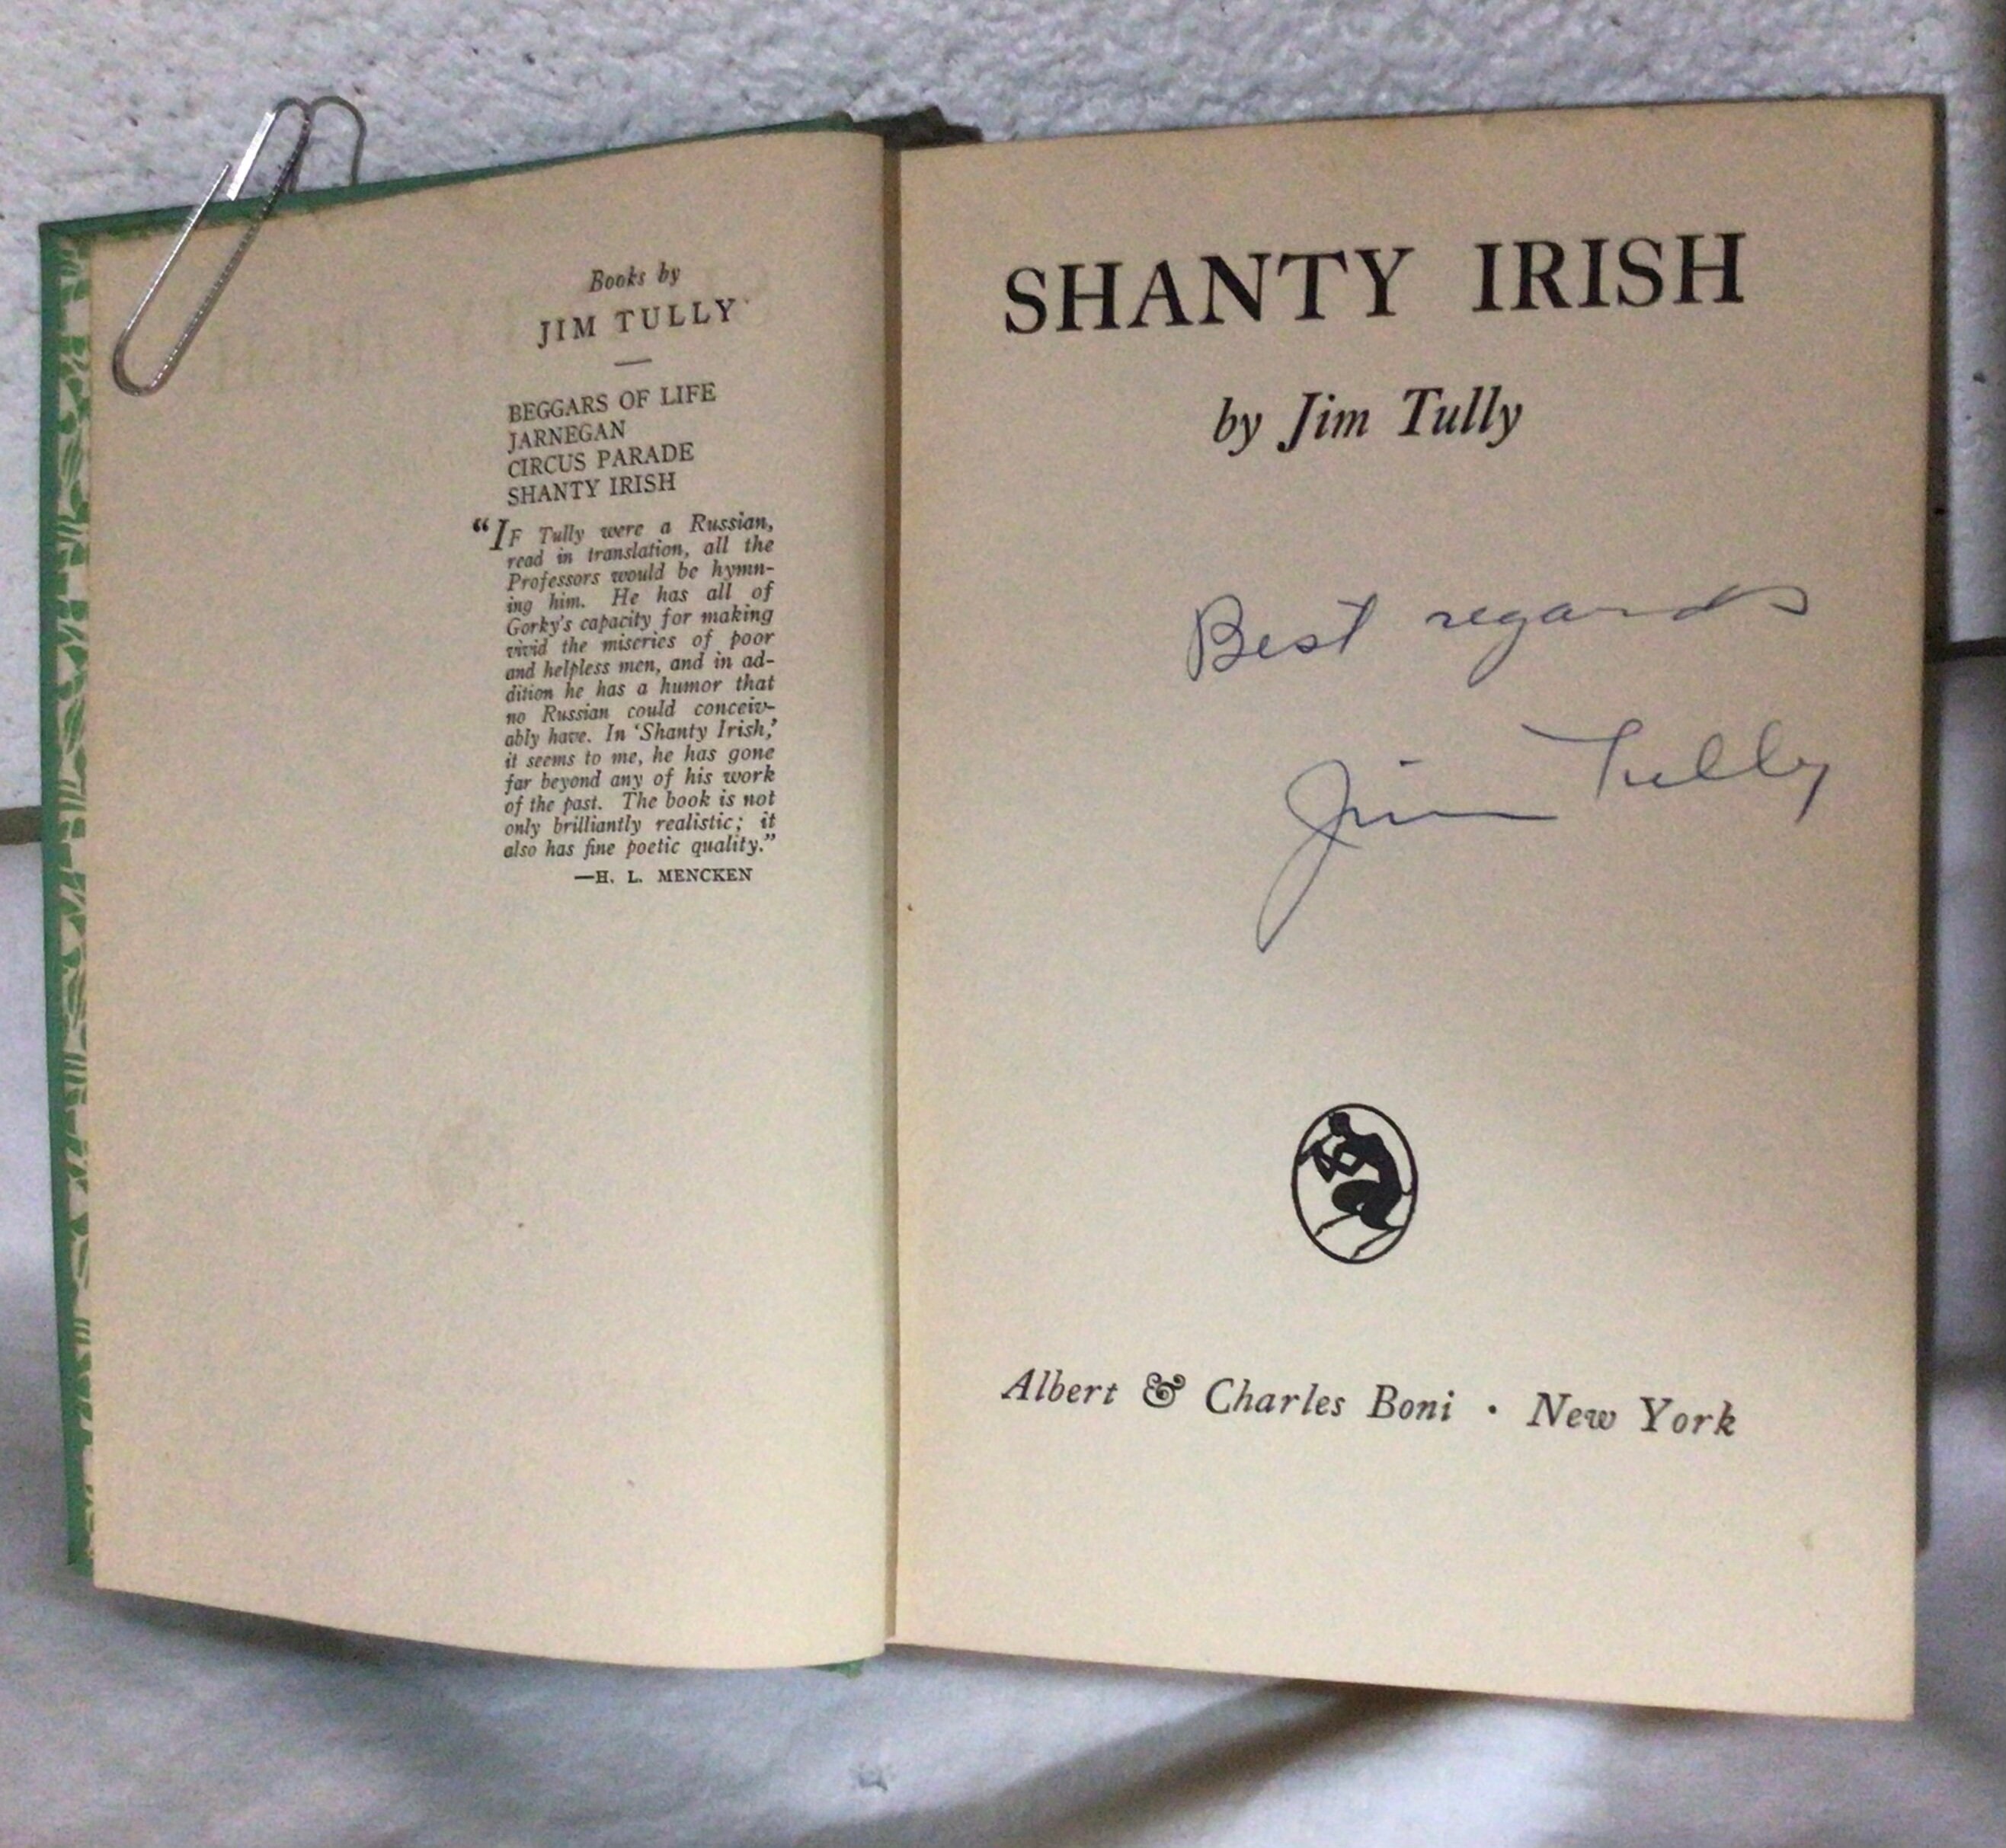 Books by
JIM TULLY
BEGGARS OF LIFE
JARNEGAN
CIRCUS PARADE
SHANTY IRISH
"IF Tully were a Russian,
read in translation, all the
Professors would be hymn-
ing him. He has all of
Gorky's capacity for making
vivid the miseries of poor
and helpless men, and in ad-
dition he has a humor that
no Russian could conceiv-
ably have. In 'Shanty Irish,'
it seems to me, he has gone
far beyond any of his work
of the past. The book is not
only brilliantly realistic; it
also has fine poetic quality."
—H. L. MENCKEN
SHANTY IRISH
by Jim Tully
Best regards
Jim Tully
Albert & Charles Boni · New York